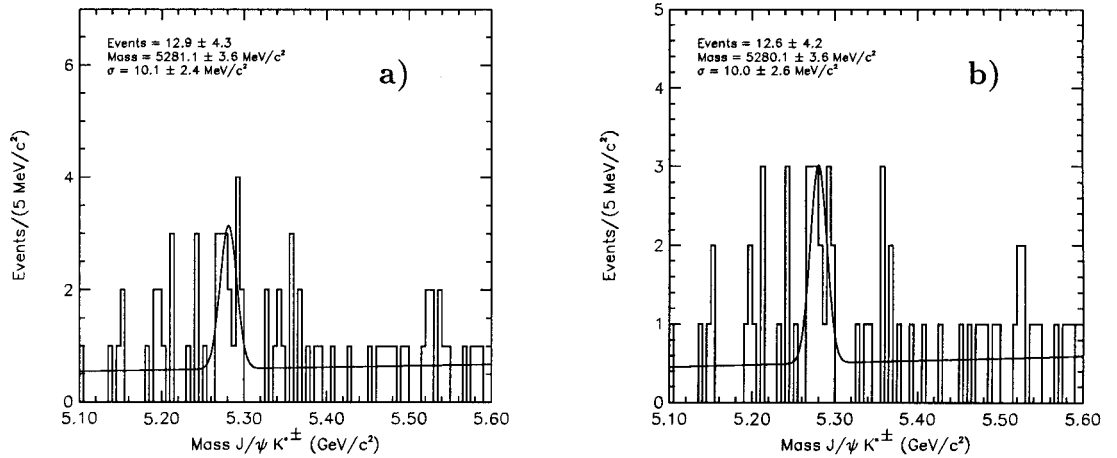 6
4
2
0
Events/(5 MeV/c²)
Events = 12.9 ± 4.3
Mass = 5281.1 ± 3.6 MeV/c²
σ = 10.1 ± 2.4 MeV/c²
a)
5.10 5.20 5.30 5.40 5.50 5.60
Mass J/ψ K*± (GeV/c²)
5
4
3
2
1
0
Events/(5 MeV/c²)
Events = 12.6 ± 4.2
Mass = 5280.1 ± 3.6 MeV/c²
σ = 10.0 ± 2.6 MeV/c²
b)
5.10 5.20 5.30 5.40 5.50 5.60
Mass J/ψ K*± (GeV/c²)